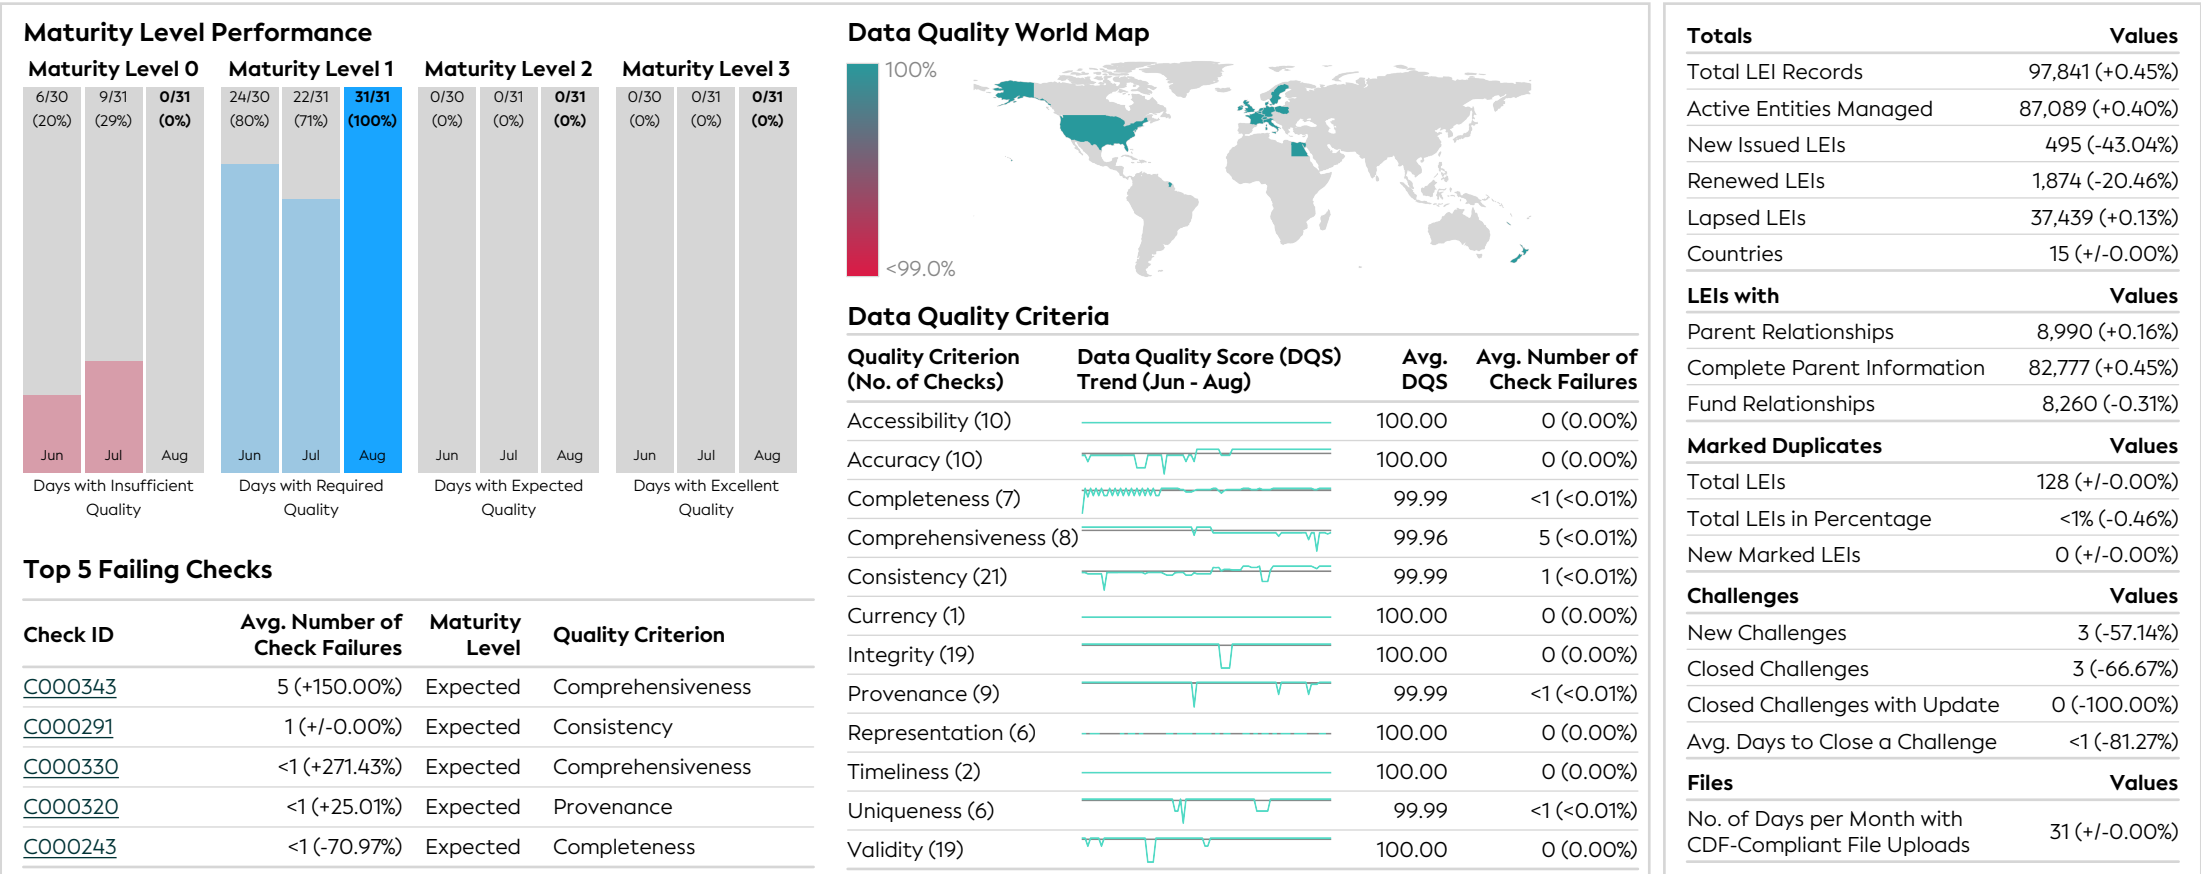 Maturity Level Performance
Maturity Level 0 Maturity Level 1 Maturity Level 2 Maturity Level 3
6/30 9/31 0/31 24/30 22/31 31/31 0/30 0/31 0/31 0/30 0/31 0/31
(20%) (29%) (0%) (80%) (71%) (100%) (0%) (0%) (0%) (0%) (0%) (0%)
Jun Jul Aug Jun Jul Aug Jun Jul Aug Jun Jul Aug
Days with Insufficient Days with Required Days with Expected Days with Excellent
Quality Quality Quality Quality
Top 5 Failing Checks
Check ID Avg. Number of Check Failures Maturity Level Quality Criterion
C000343 5 (+150.00%) Expected Comprehensiveness
C000291 1 (+/-0.00%) Expected Consistency
C000330 <1 (+271.43%) Expected Comprehensiveness
C000320 <1 (+25.01%) Expected Provenance
C000243 <1 (-70.97%) Expected Completeness
Data Quality World Map
100%
<99.0%
Data Quality Criteria
Quality Criterion Data Quality Score (DQS) Avg. Avg. Number of
(No. of Checks) Trend (Jun - Aug) DQS Check Failures
Accessibility (10) 100.00 0 (0.00%)
Accuracy (10) 100.00 0 (0.00%)
Completeness (7) 99.99 <1 (<0.01%)
Comprehensiveness (8) 99.96 5 (<0.01%)
Consistency (21) 99.99 1 (<0.01%)
Currency (1) 100.00 0 (0.00%)
Integrity (19) 100.00 0 (0.00%)
Provenance (9) 99.99 <1 (<0.01%)
Representation (6) 100.00 0 (0.00%)
Timeliness (2) 100.00 0 (0.00%)
Uniqueness (6) 99.99 <1 (<0.01%)
Validity (19) 100.00 0 (0.00%)
Totals Values
Total LEI Records 97,841 (+0.45%)
Active Entities Managed 87,089 (+0.40%)
New Issued LEIs 495 (-43.04%)
Renewed LEIs 1,874 (-20.46%)
Lapsed LEIs 37,439 (+0.13%)
Countries 15 (+/-0.00%)
LEIs with Values
Parent Relationships 8,990 (+0.16%)
Complete Parent Information 82,777 (+0.45%)
Fund Relationships 8,260 (-0.31%)
Marked Duplicates Values
Total LEIs 128 (+/-0.00%)
Total LEIs in Percentage <1% (-0.46%)
New Marked LEIs 0 (+/-0.00%)
Challenges Values
New Challenges 3 (-57.14%)
Closed Challenges 3 (-66.67%)
Closed Challenges with Update 0 (-100.00%)
Avg. Days to Close a Challenge <1 (-81.27%)
Files Values
No. of Days per Month with
CDF-Compliant File Uploads 31 (+/-0.00%)